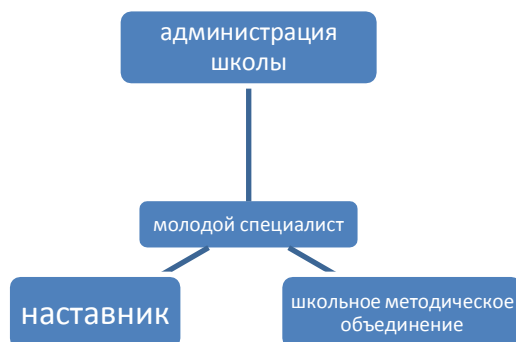 администрация
школы
молодой специалист
наставник
школьное методическое
объединение